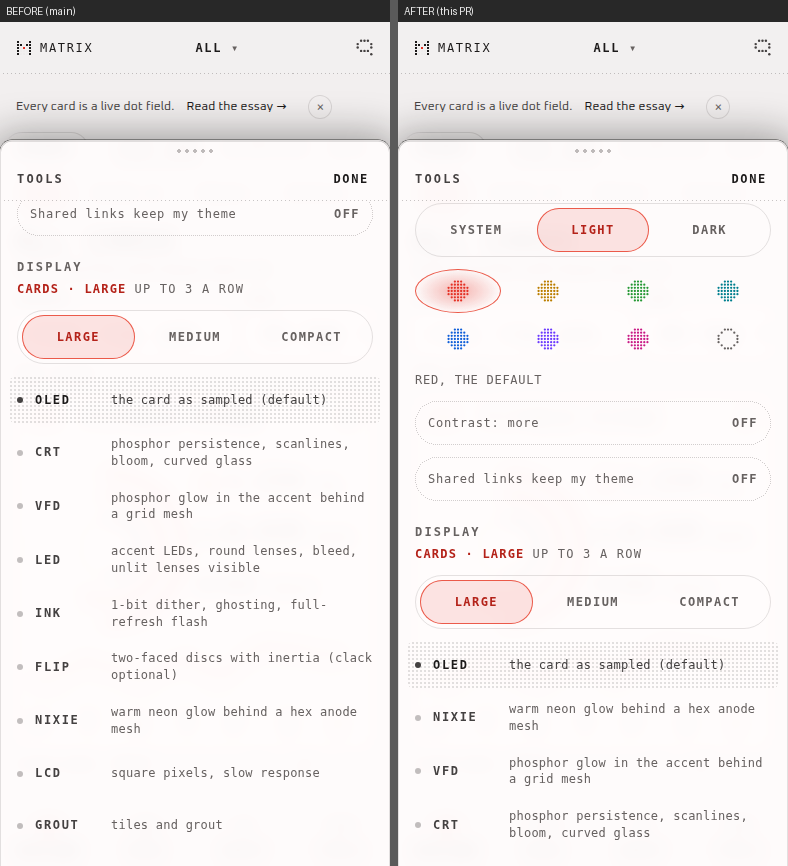 BEFORE (main)
MATRIX
ALL ▾
Every card is a live dot field. Read the essay →
×
TOOLS
DONE
Shared links keep my theme OFF
DISPLAY
CARDS · LARGE UP TO 3 A ROW
LARGE MEDIUM COMPACT
OLED the card as sampled (default)
CRT phosphor persistence, scanlines,
bloom, curved glass
VFD phosphor glow in the accent behind
a grid mesh
LED accent LEDs, round lenses, bleed,
unlit lenses visible
INK 1-bit dither, ghosting, full-
refresh flash
FLIP two-faced discs with inertia (clack
optional)
NIXIE warm neon glow behind a hex anode
mesh
LCD square pixels, slow response
GROUT tiles and grout
AFTER (this PR)
MATRIX
ALL ▾
Every card is a live dot field. Read the essay →
×
TOOLS
DONE
SYSTEM LIGHT DARK
RED, THE DEFAULT
Contrast: more OFF
Shared links keep my theme OFF
DISPLAY
CARDS · LARGE UP TO 3 A ROW
LARGE MEDIUM COMPACT
OLED the card as sampled (default)
NIXIE warm neon glow behind a hex anode
mesh
VFD phosphor glow in the accent behind
a grid mesh
CRT phosphor persistence, scanlines,
bloom, curved glass